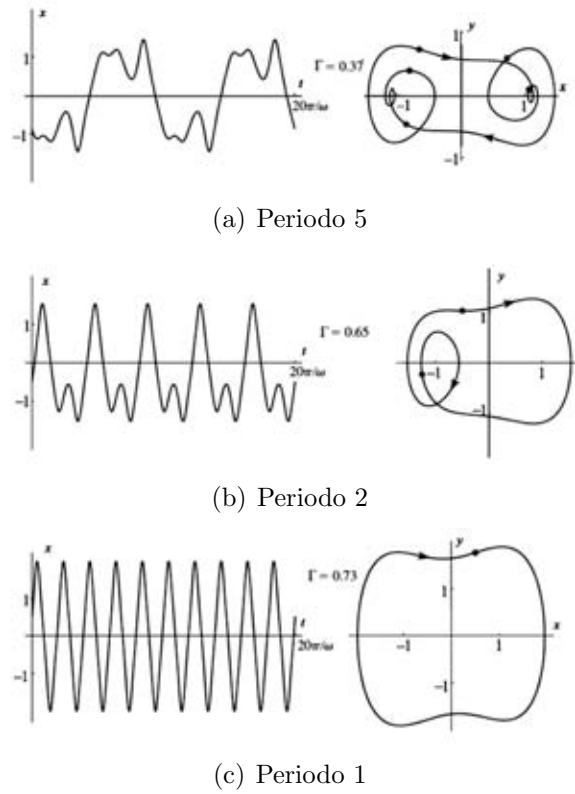 x
1
-1
t
20π/ω
Γ = 0.37
y
1
-1
1
x
-1
(a) Periodo 5
x
1
-1
t
20π/ω
Γ = 0.65
y
1
-1
1
-1
(b) Periodo 2
x
1
-1
t
20π/ω
Γ = 0.73
y
1
x
-1
1
-1
(c) Periodo 1